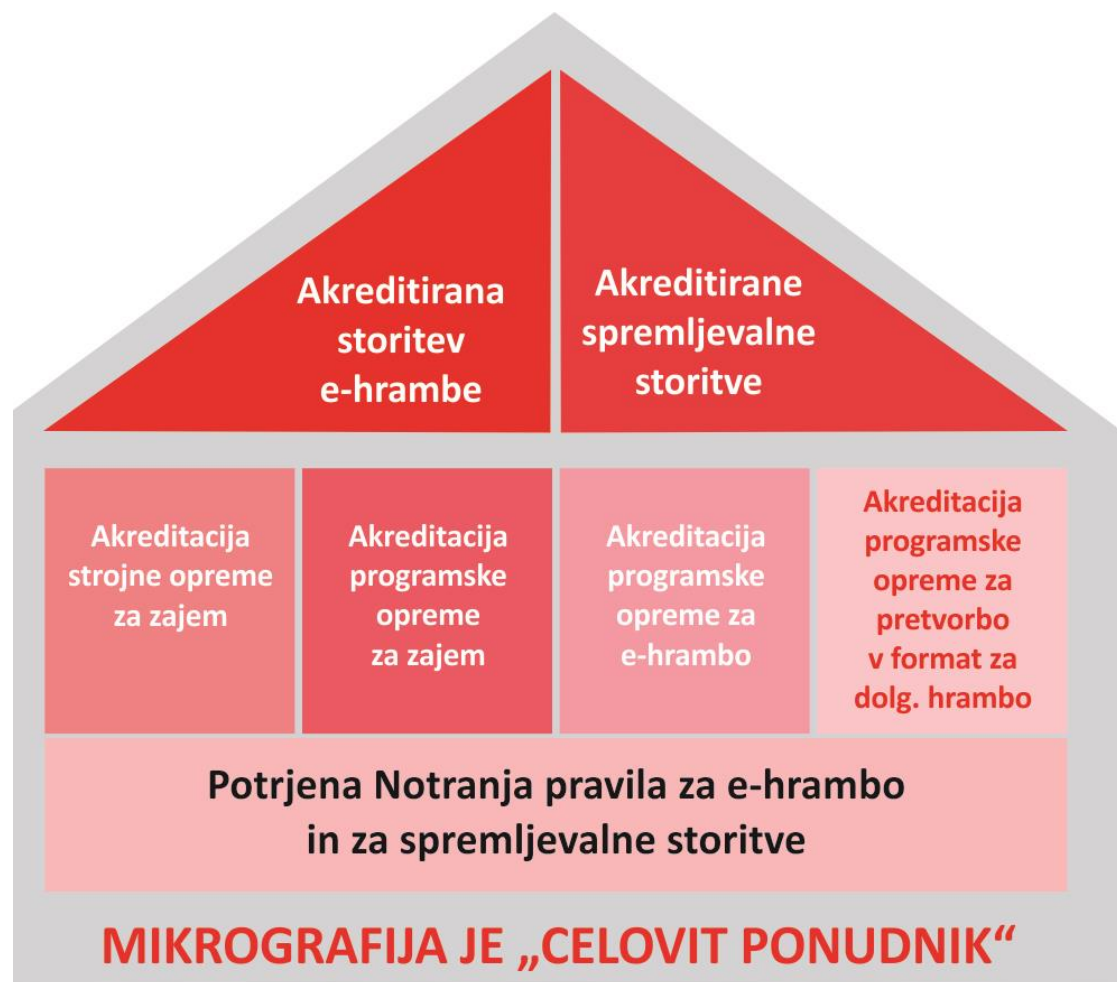 Akreditirana
storitev
e-hrambe
Akreditirane
spremljevalne
storitve
Akreditacija
strojne opreme
za zajem
Akreditacija
programske
opreme
za zajem
Akreditacija
programske
opreme za
e-hrambo
Akreditacija
programske
opreme za
pretvorbo
v format za
dolg. hrambo
Potrjena Notranja pravila za e-hrambo
in za spremljevalne storitve
MIKROGRAFIJA JE „CELOVIT PONUDNIK“